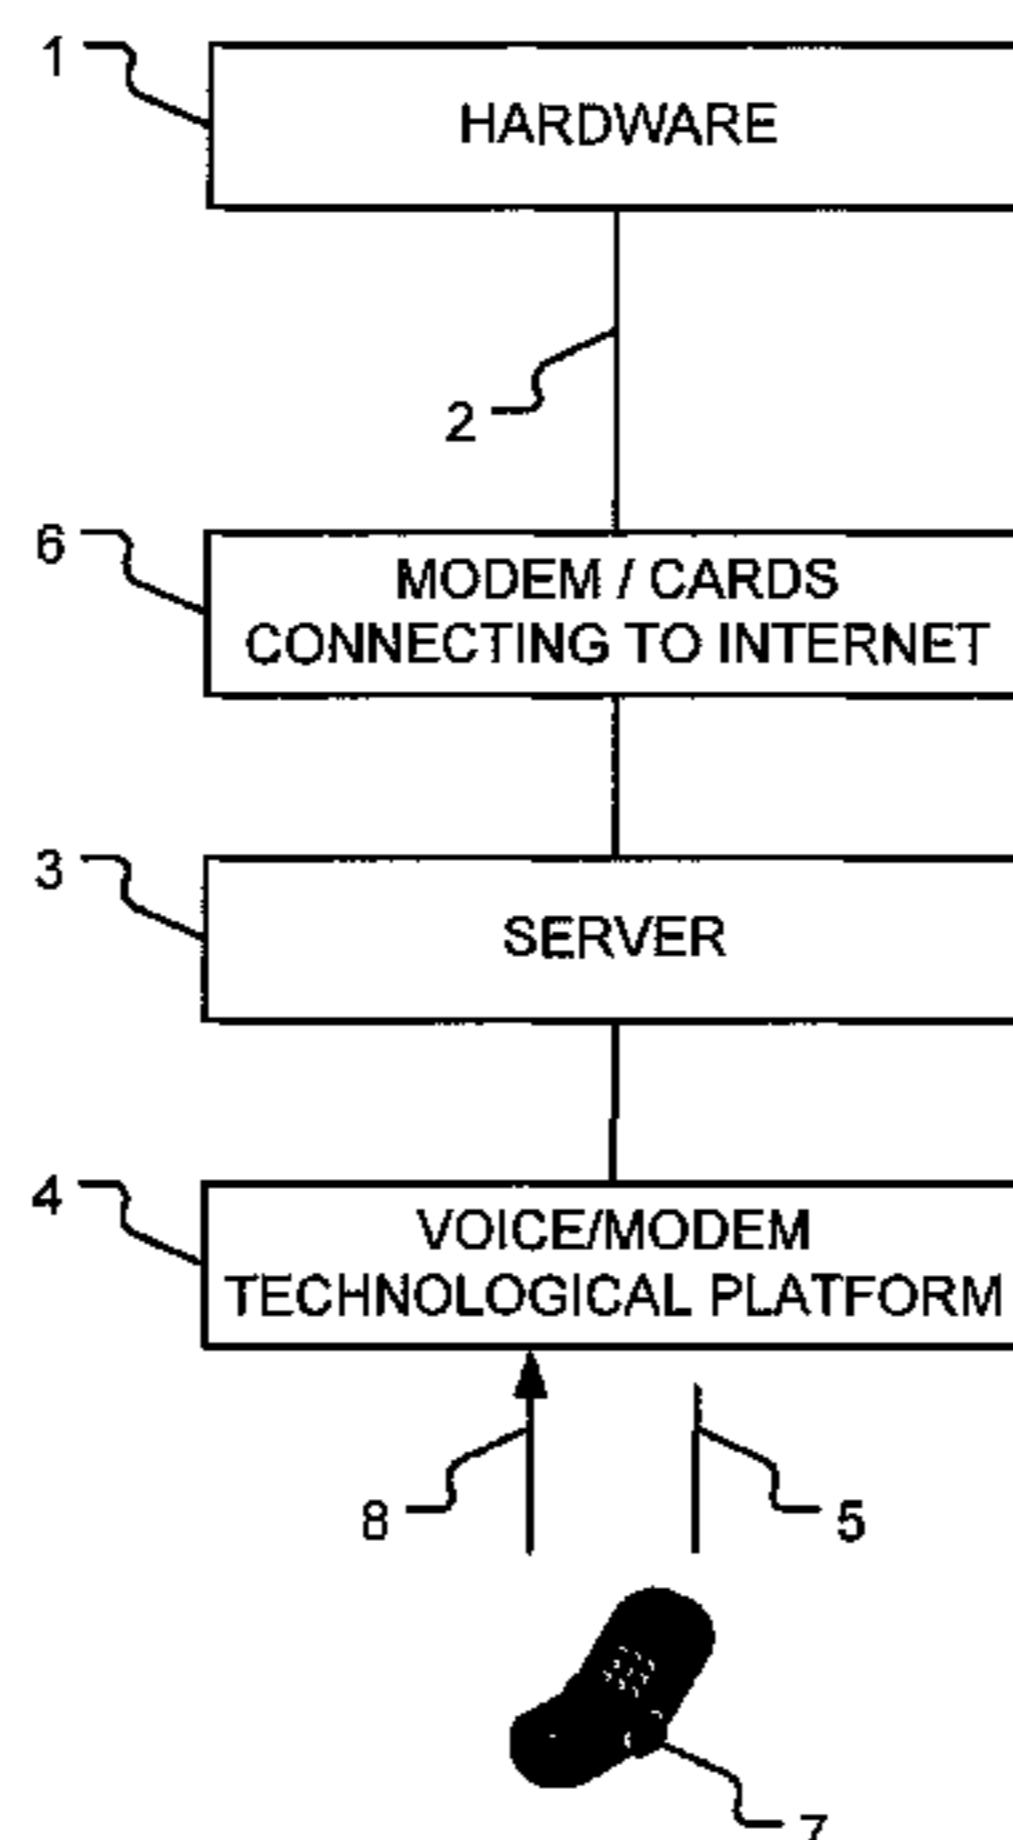 1
HARDWARE
2
6
MODEM / CARDS
CONNECTING TO INTERNET
3
SERVER
4
VOICE/MODEM
TECHNOLOGICAL PLATFORM
8
5
7